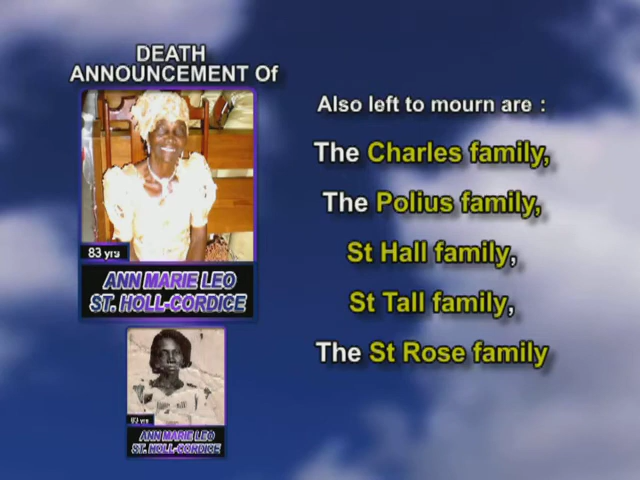 DEATH
ANNOUNCEMENT Of
83 yrs
ANN MARIE LEO
ST. HOLL-CORDICE
ANN MARIE LEO
ST. HOLL-CORDICE
Also left to mourn are :
The Charles family,
The Polius family,
St Hall family,
St Tall family,
The St Rose family